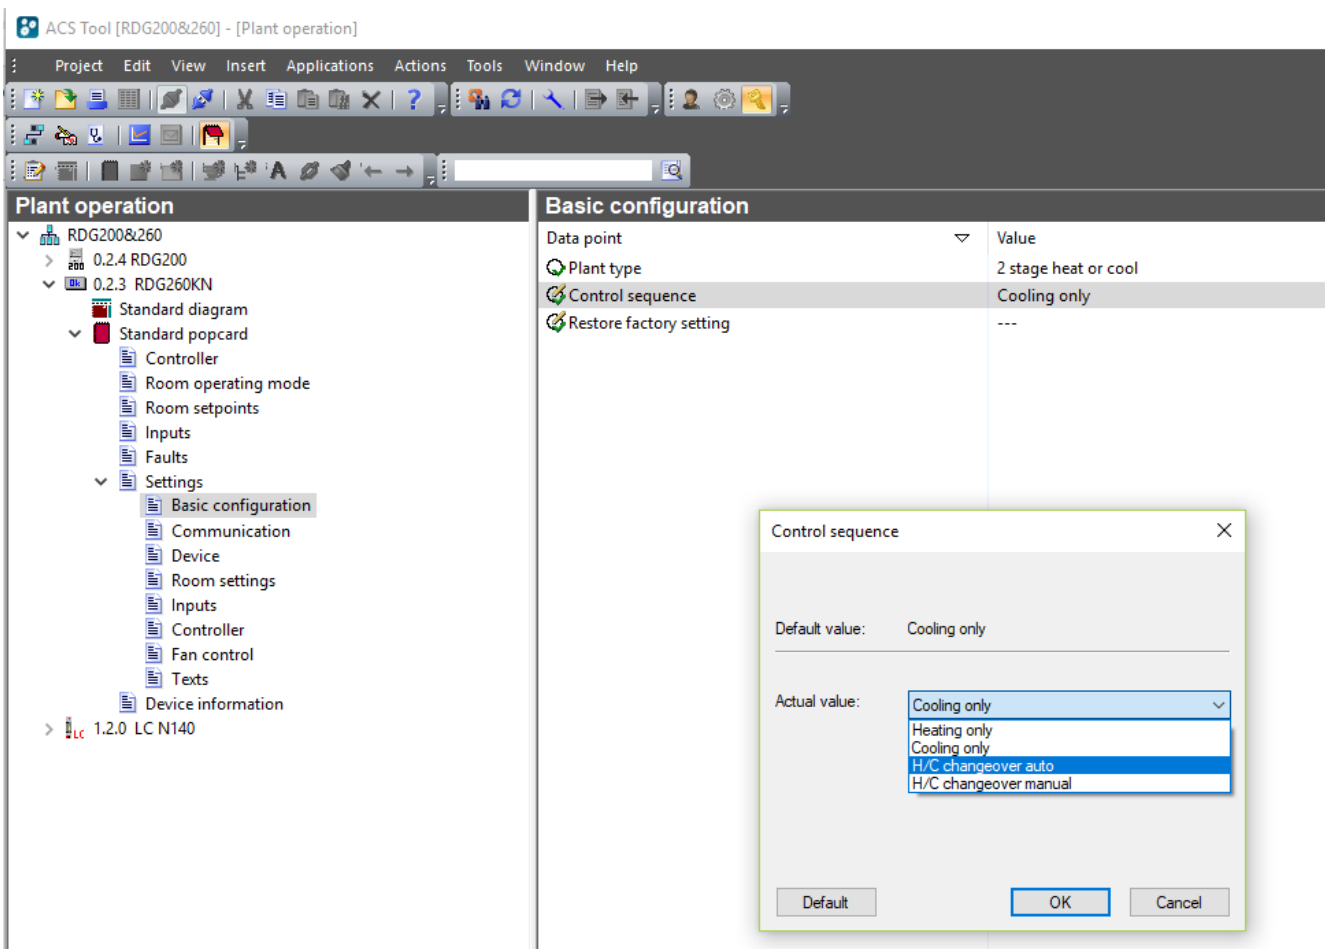 ACS Tool [RDG200&260] - [Plant operation]
Project Edit View Insert Applications Actions Tools Window Help
Plant operation
RDG200&260
0.2.4 RDG200
0.2.3 RDG260KN
Standard diagram
Standard popcard
Controller
Room operating mode
Room setpoints
Inputs
Faults
Settings
Basic configuration
Communication
Device
Room settings
Inputs
Controller
Fan control
Texts
Device information
LC 1.2.0 LC N140
Basic configuration
Data point Value
Plant type 2 stage heat or cool
Control sequence Cooling only
Restore factory setting ---
Control sequence
Default value: Cooling only
Actual value: Cooling only
Heating only
Cooling only
H/C changeover auto
H/C changeover manual
Default OK Cancel